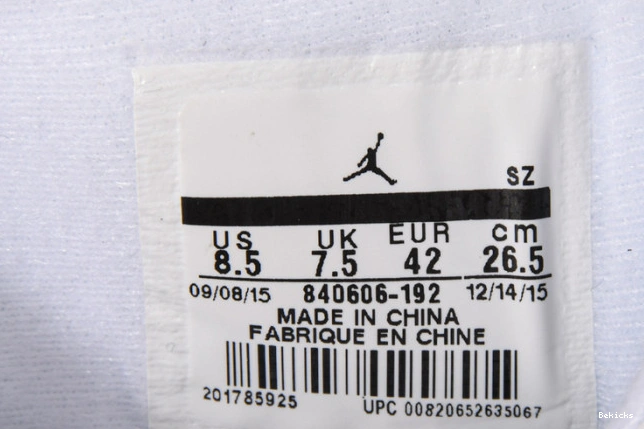 SZ
US UK EUR cm
8.5 7.5 42 26.5
09/08/15 840606-192 12/14/15
MADE IN CHINA
FABRIQUE EN CHINE
201785925
UPC 00820652635067
Bekicks